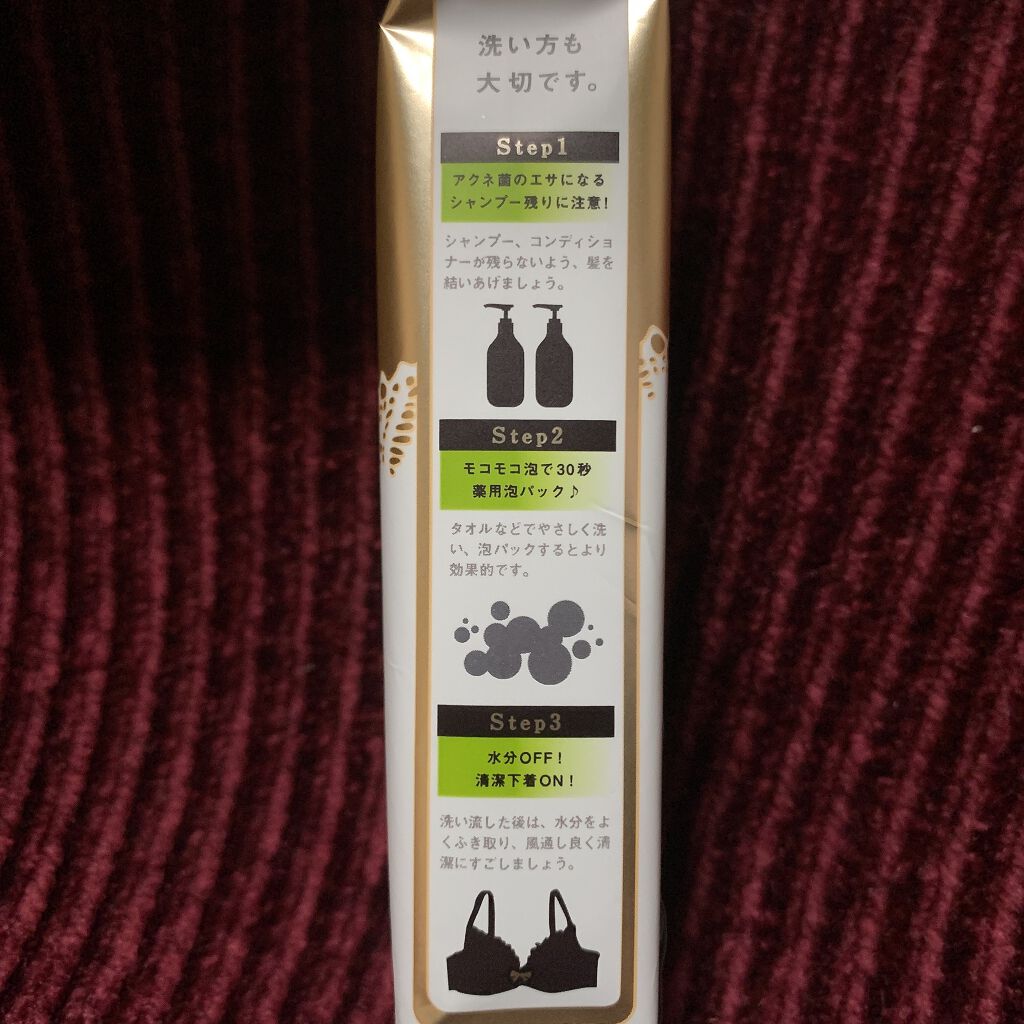 洗い方も
大切です。
Step1
アクネ菌のエサになる
シャンプー残りに注意!
シャンプー、コンディショ
ナーが残らないよう、髪を
結いあげましょう。
Step2
モコモコ泡で30秒
薬用泡パック♪
タオルなどでやさしく洗
い、泡パックするとより
効果的です。
Step3
水分OFF!
清潔下着ON!
洗い流した後は、水分をよ
くふき取り、風通し良く清
潔にすごしましょう。